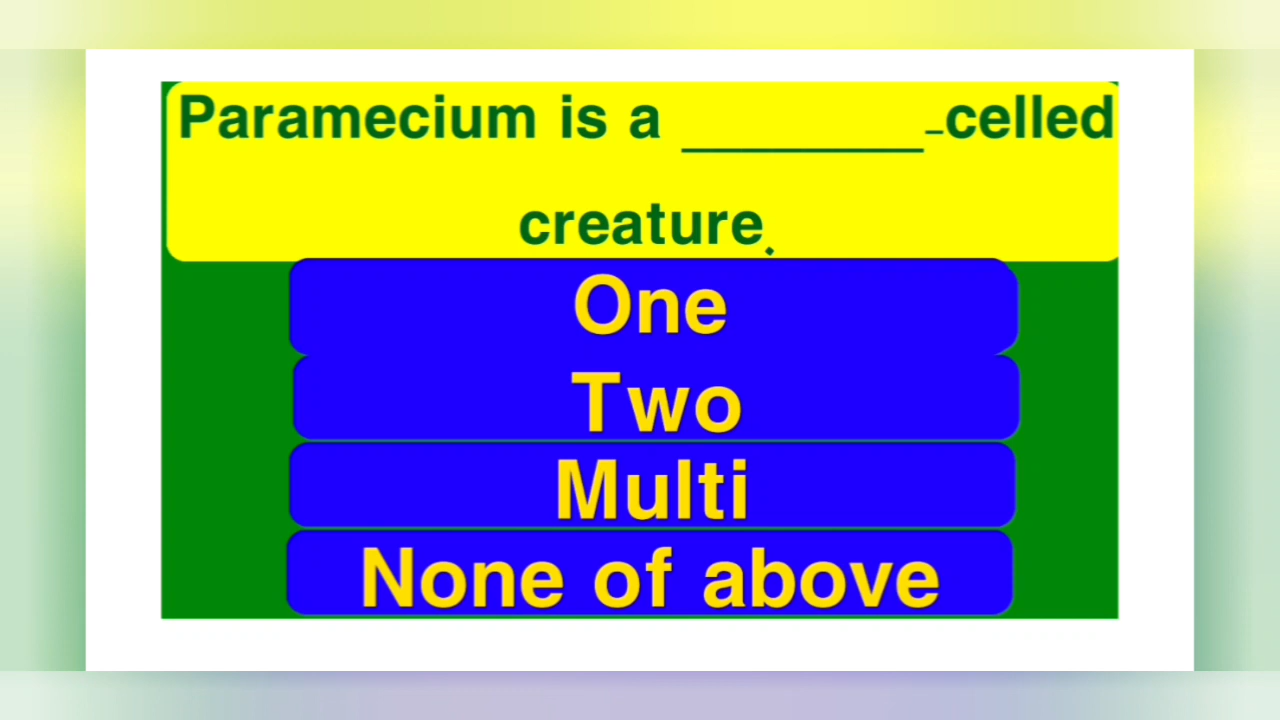 Paramecium is a ________-celled
creature.
One
Two
Multi
None of above